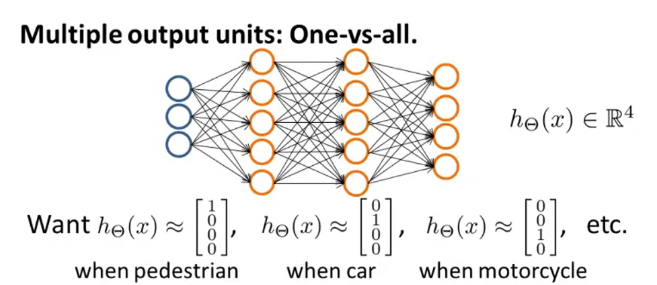 Multiple output units: One-vs-all.
hΘ(x) ∈ ℝ⁴
Want hΘ(x) ≈ [1 0 0 0], hΘ(x) ≈ [0 1 0 0], hΘ(x) ≈ [0 0 1 0], etc.
when pedestrian when car when motorcycle